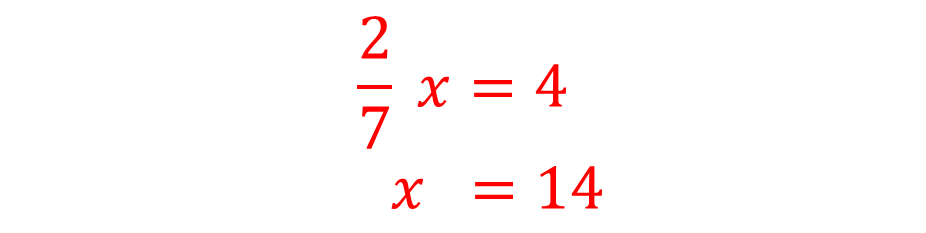 2/7 x = 4
x = 14